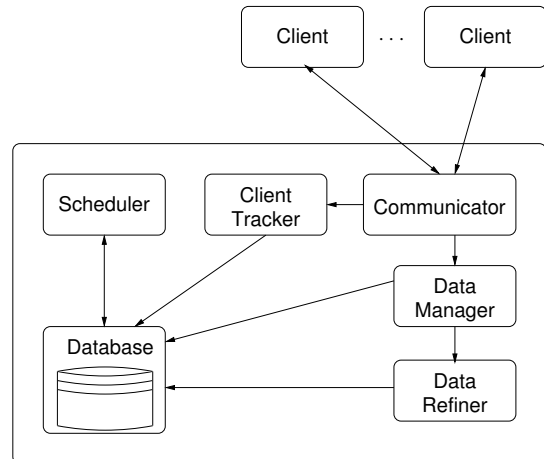 Client
. . .
Client
Scheduler
Client
Tracker
Communicator
Data
Manager
Database
Data
Refiner